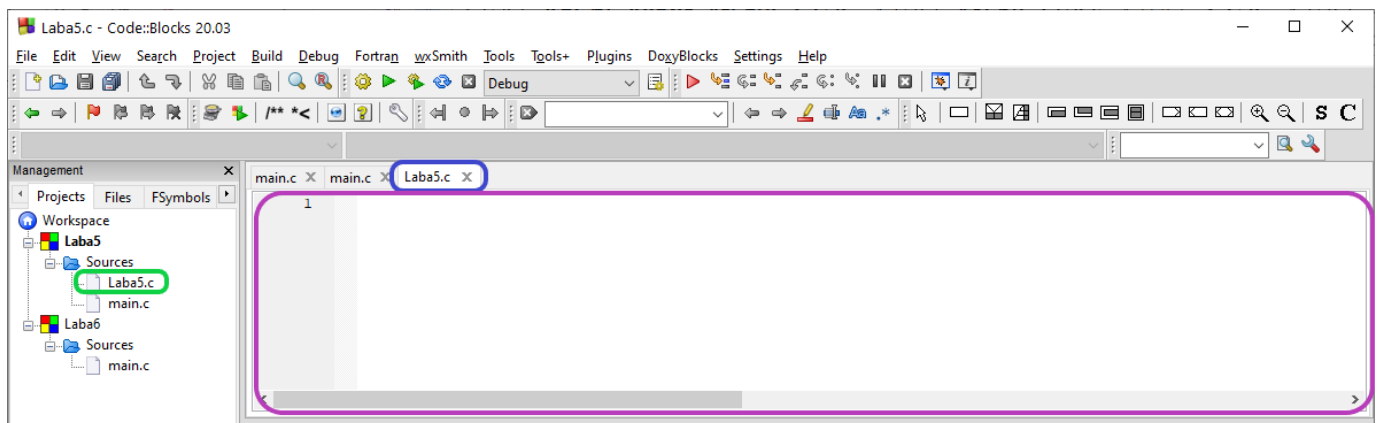 Laba5.c - Code::Blocks 20.03
File Edit View Search Project Build Debug Fortran wxSmith Tools Tools+ Plugins DoxyBlocks Settings Help
Debug
/** *<
Aa .*
S C
Management
Projects Files FSymbols
main.c main.c Laba5.c
1
Workspace
Laba5
Sources
Laba5.c
main.c
Laba6
Sources
main.c